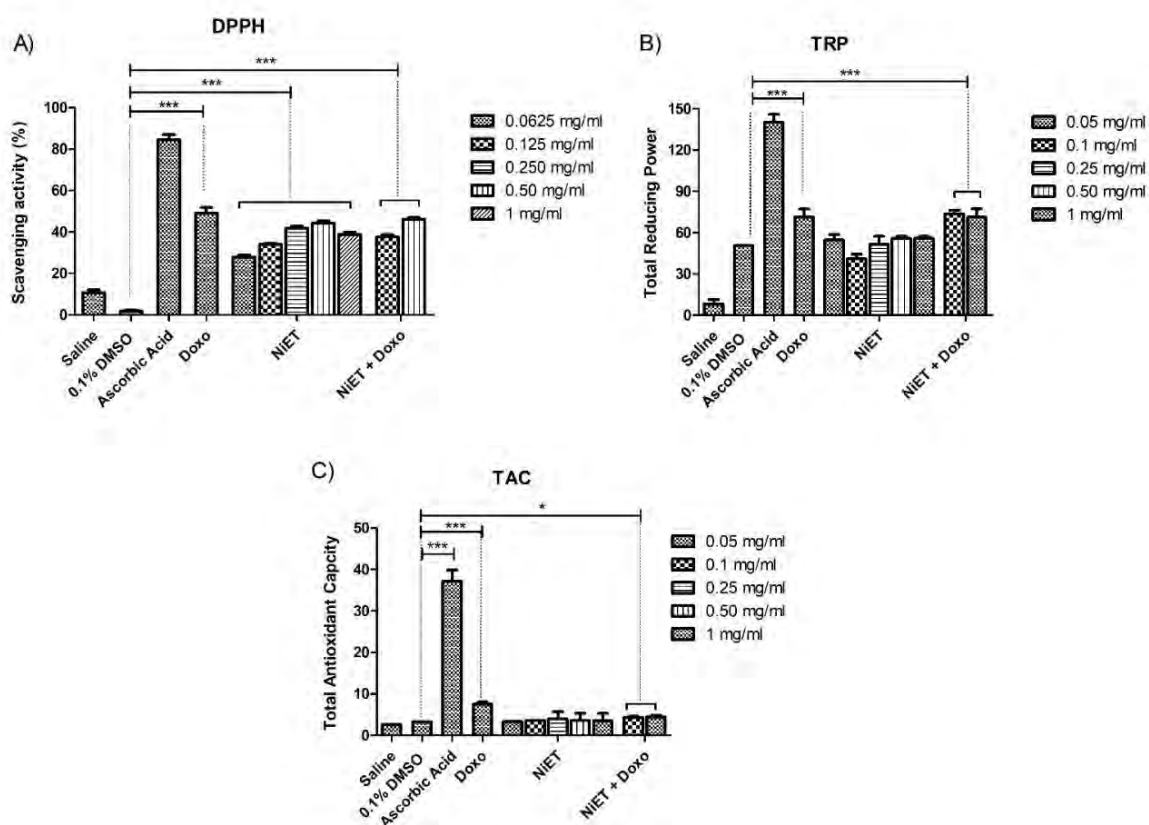 A)
DPPH
***
***
***
Scavenging activity (%)
100
80
60
40
20
0
Saline
0.1% DMSO
Ascorbic Acid
Doxo
NiET
NiET + Doxo
0.0625 mg/ml
0.125 mg/ml
0.250 mg/ml
0.50 mg/ml
1 mg/ml
B)
TRP
***
***
Total Reducing Power
150
120
90
60
30
0
Saline
0.1% DMSO
Ascorbic Acid
Doxo
NiET
NiET + Doxo
0.05 mg/ml
0.1 mg/ml
0.25 mg/ml
0.50 mg/ml
1 mg/ml
C)
TAC
*
***
***
Total Antioxidant Capcity
50
40
30
20
10
0
Saline
0.1% DMSO
Ascorbic Acid
Doxo
NiET
NiET + Doxo
0.05 mg/ml
0.1 mg/ml
0.25 mg/ml
0.50 mg/ml
1 mg/ml